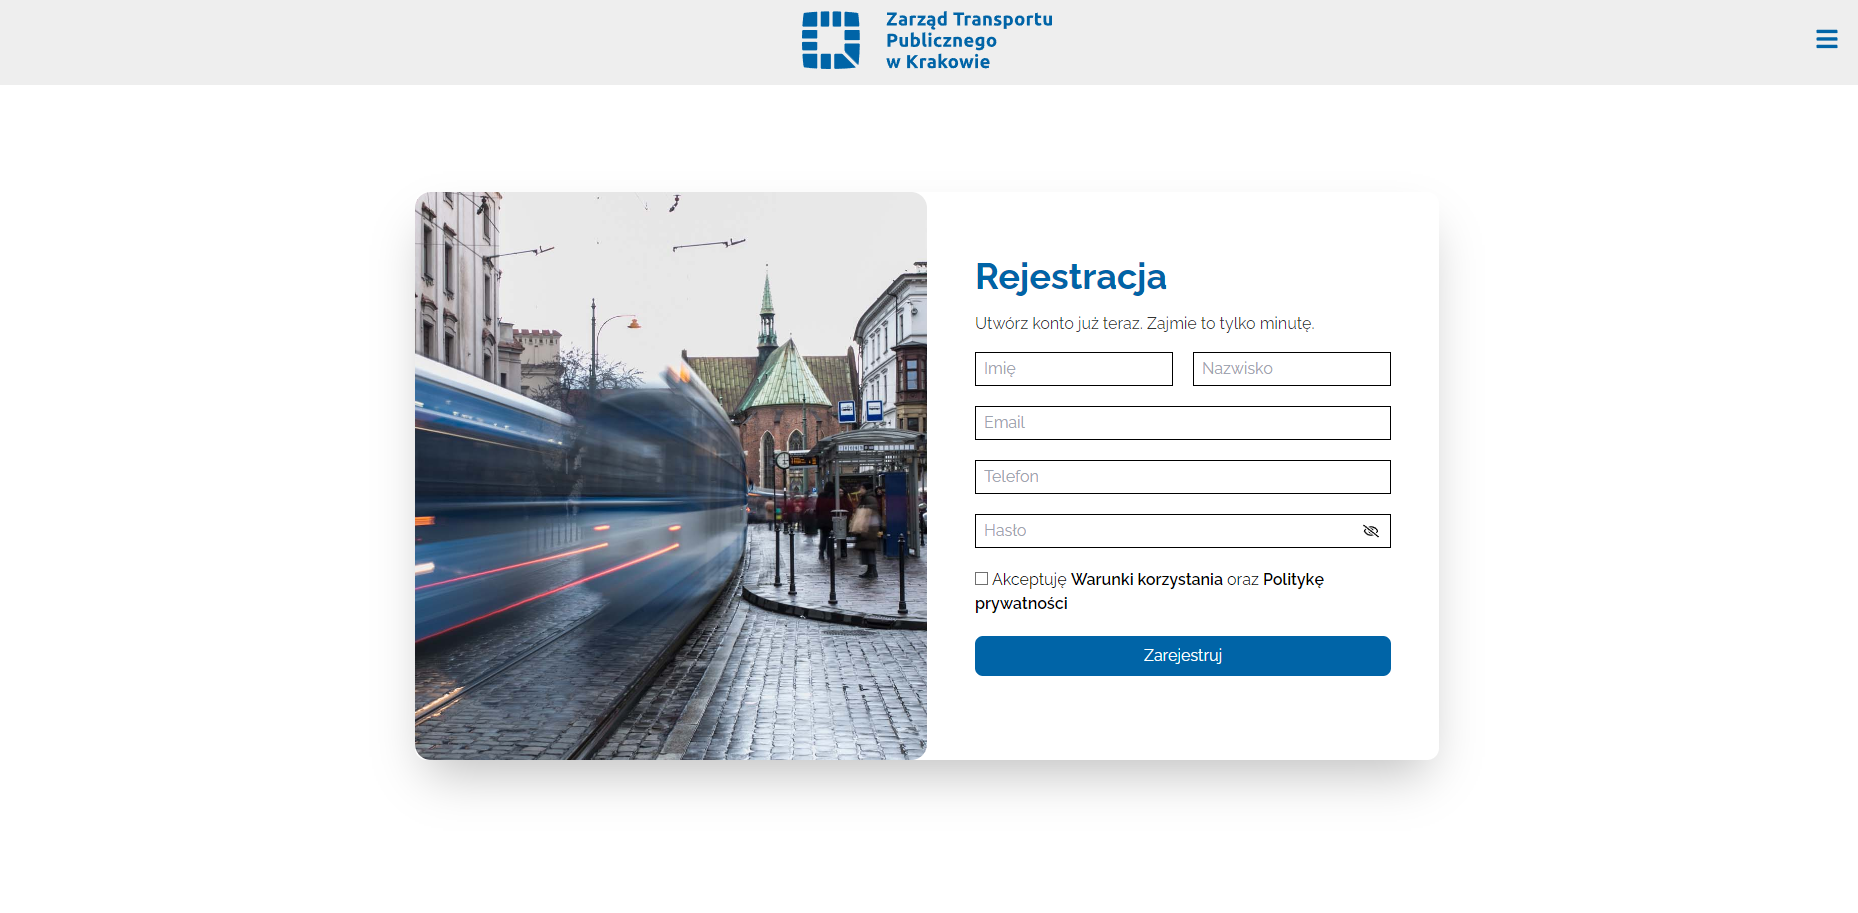 Zarząd Transportu
Publicznego
w Krakowie
Rejestracja
Utwórz konto już teraz. Zajmie to tylko minutę.
Imię
Nazwisko
Email
Telefon
Hasło
Akceptuję Warunki korzystania oraz Politykę
prywatności
Zarejestruj